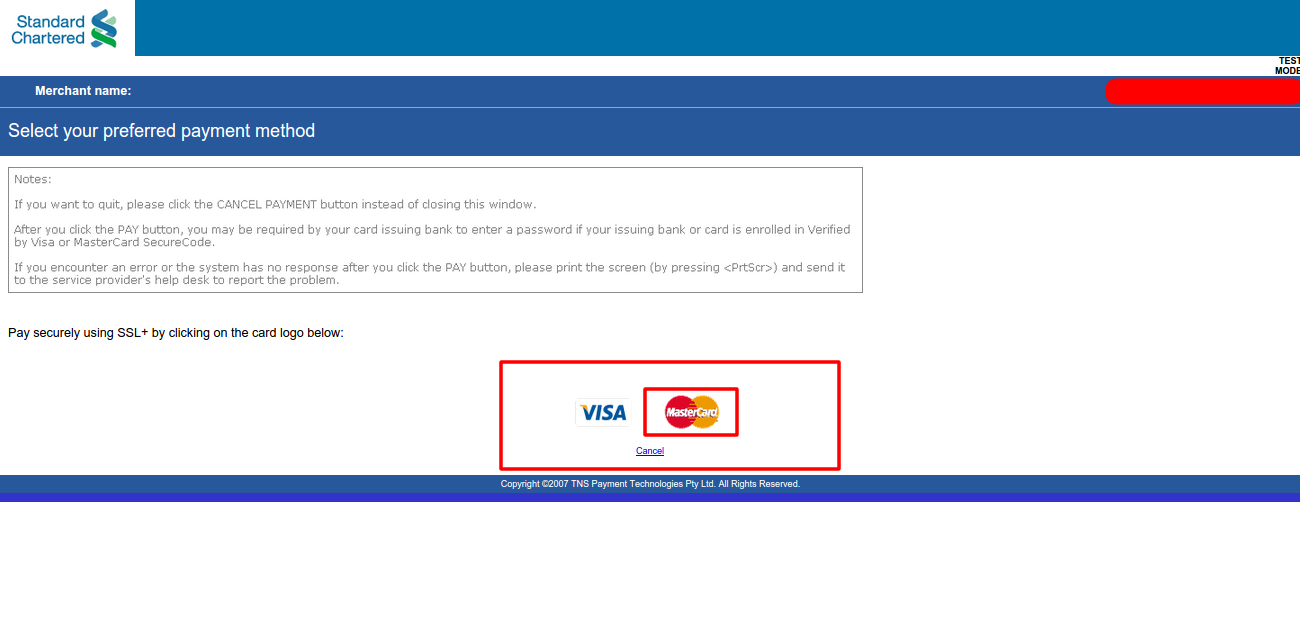 Standard
Chartered
TEST
MODE
Merchant name:
Select your preferred payment method
Notes:
If you want to quit, please click the CANCEL PAYMENT button instead of closing this window.
After you click the PAY button, you may be required by your card issuing bank to enter a password if your issuing bank or card is enrolled in Verified
by Visa or MasterCard SecureCode.
If you encounter an error or the system has no response after you click the PAY button, please print the screen (by pressing <PrtScr>) and send it
to the service provider's help desk to report the problem.
Pay securely using SSL+ by clicking on the card logo below:
VISA MasterCard
Cancel
Copyright ©2007 TNS Payment Technologies Pty Ltd. All Rights Reserved.